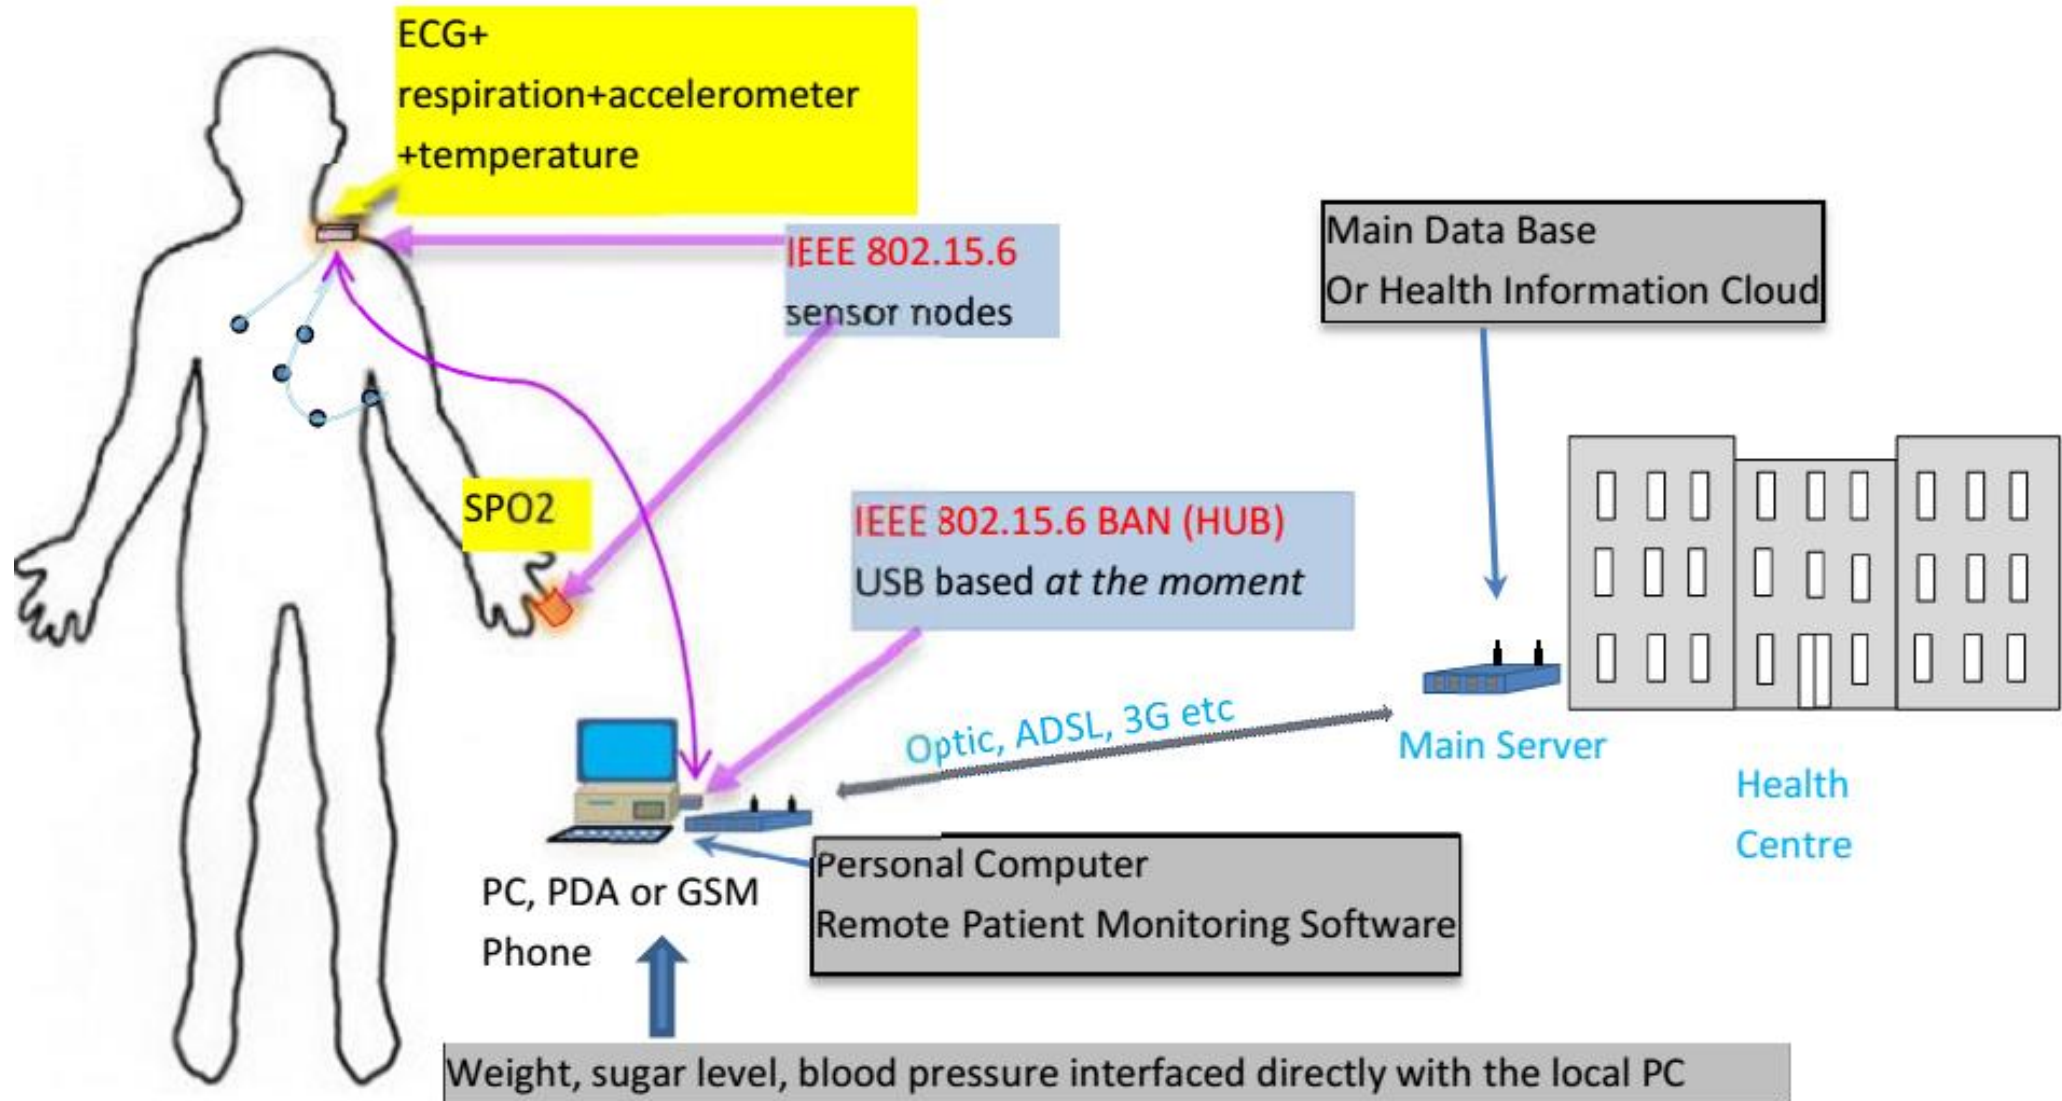 ECG+
respiration+accelerometer
+temperature
IEEE 802.15.6
sensor nodes
Main Data Base
Or Health Information Cloud
SPO2
IEEE 802.15.6 BAN (HUB)
USB based at the moment
Optic, ADSL, 3G etc
Main Server
Health
Centre
PC, PDA or GSM
Phone
Personal Computer
Remote Patient Monitoring Software
Weight, sugar level, blood pressure interfaced directly with the local PC